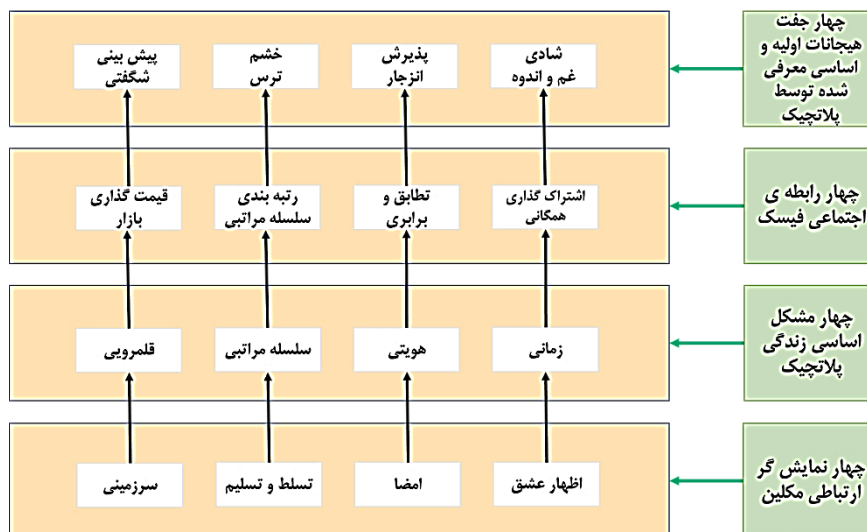 چهار جفت
هیجانات اولیه و
اساسی معرفی
شده توسط
پلاتچیک
شادی
غم و اندوه
پذیرش
انزجار
خشم
ترس
پیش بینی
شگفتی
چهار رابطه ی
اجتماعی فیسک
اشتراک گذاری
همگانی
تطابق و
برابری
رتبه بندی
سلسله مراتبی
قیمت گذاری
بازار
چهار مشکل
اساسی زندگی
پلاتچیک
زمانی
هویتی
سلسله مراتبی
قلمرویی
چهار نمایش گر
ارتباطی مکلین
اظهار عشق
امضا
تسلط و تسلیم
سرزمینی